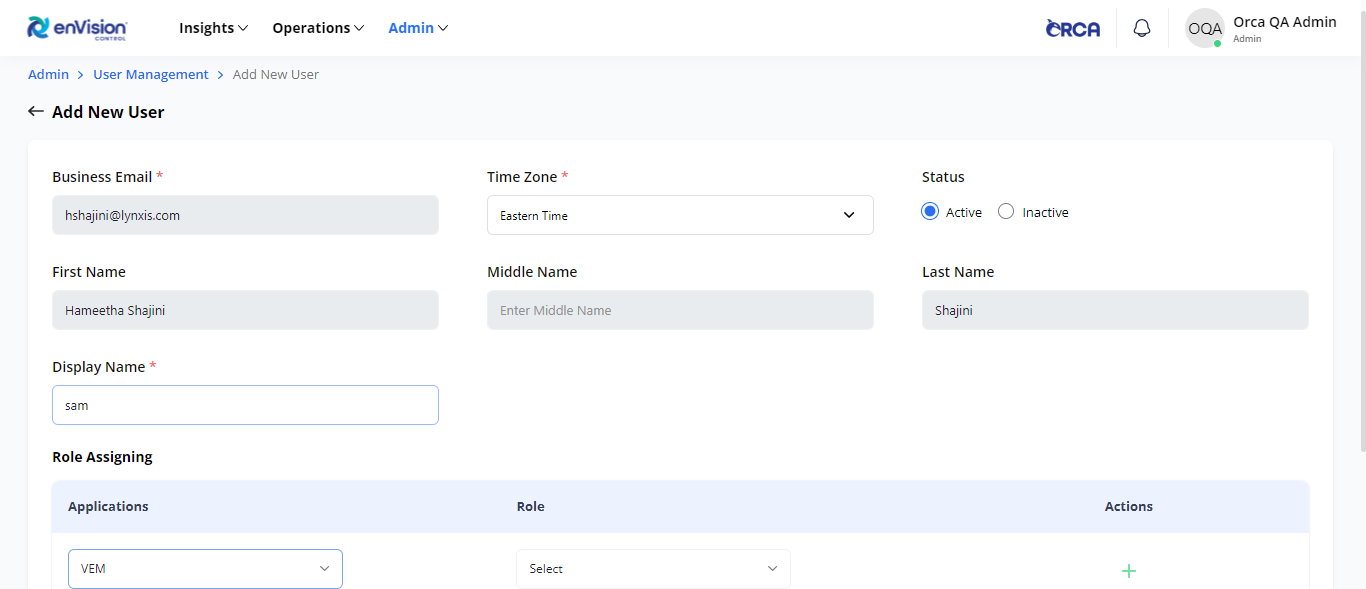 enVision
CONTROL
Insights Operations Admin
ORCA
OQA
Orca QA Admin
Admin
Admin > User Management > Add New User
← Add New User
Business Email *
hshajini@lynxis.com
Time Zone *
Eastern Time
Status
Active Inactive
First Name
Hameetha Shajini
Middle Name
Enter Middle Name
Last Name
Shajini
Display Name *
sam
Role Assigning
Applications Role Actions
VEM Select +